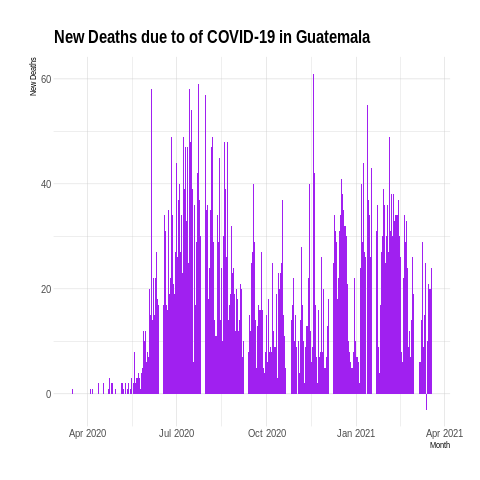 New Deaths due to of COVID-19 in Guatemala
New Deaths
60
40
20
0
Apr 2020
Jul 2020
Oct 2020
Jan 2021
Apr 2021
Month